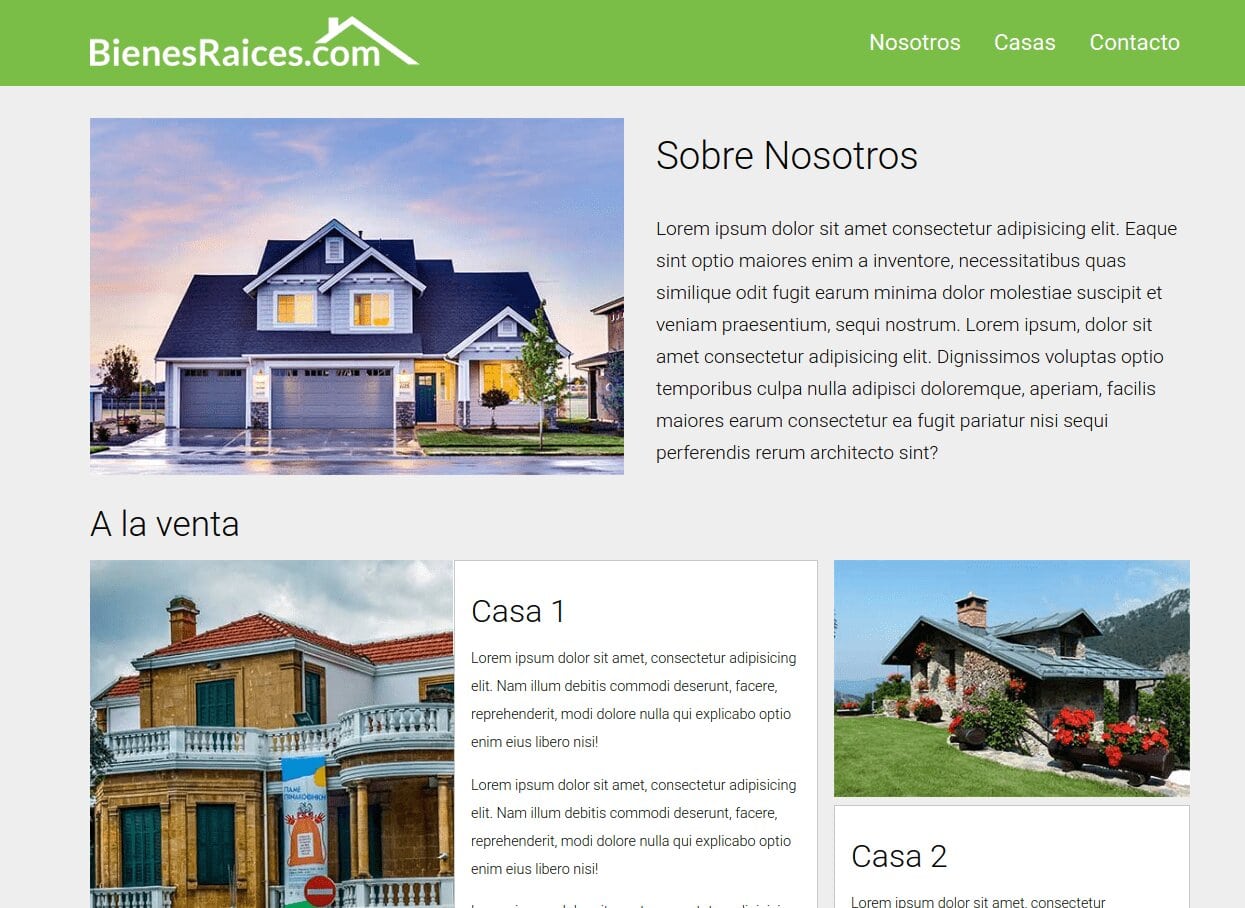 BienesRaices.com
Nosotros Casas Contacto
Sobre Nosotros
Lorem ipsum dolor sit amet consectetur adipisicing elit. Eaque
sint optio maiores enim a inventore, necessitatibus quas
similique odit fugit earum minima dolor molestiae suscipit et
veniam praesentium, sequi nostrum. Lorem ipsum, dolor sit
amet consectetur adipisicing elit. Dignissimos voluptas optio
temporibus culpa nulla adipisci doloremque, aperiam, facilis
maiores earum consectetur ea fugit pariatur nisi sequi
perferendis rerum architecto sint?
A la venta
ΠΑΜΕ
ΠΙΝΑΚΟΘΗΚΗ
Casa 1
Lorem ipsum dolor sit amet, consectetur adipisicing
elit. Nam illum debitis commodi deserunt, facere,
reprehenderit, modi dolore nulla qui explicabo optio
enim eius libero nisi!
Lorem ipsum dolor sit amet, consectetur adipisicing
elit. Nam illum debitis commodi deserunt, facere,
reprehenderit, modi dolore nulla qui explicabo optio
enim eius libero nisi!
Casa 2
Lorem ipsum dolor sit amet, consectetur